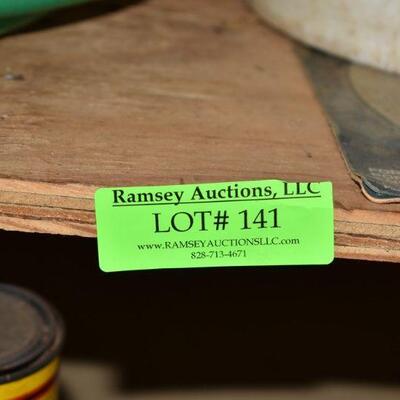 Ramsey Auctions, LLC
LOT# 141
www.RAMSEYAUCTIONSLLC.com
828-713-4671